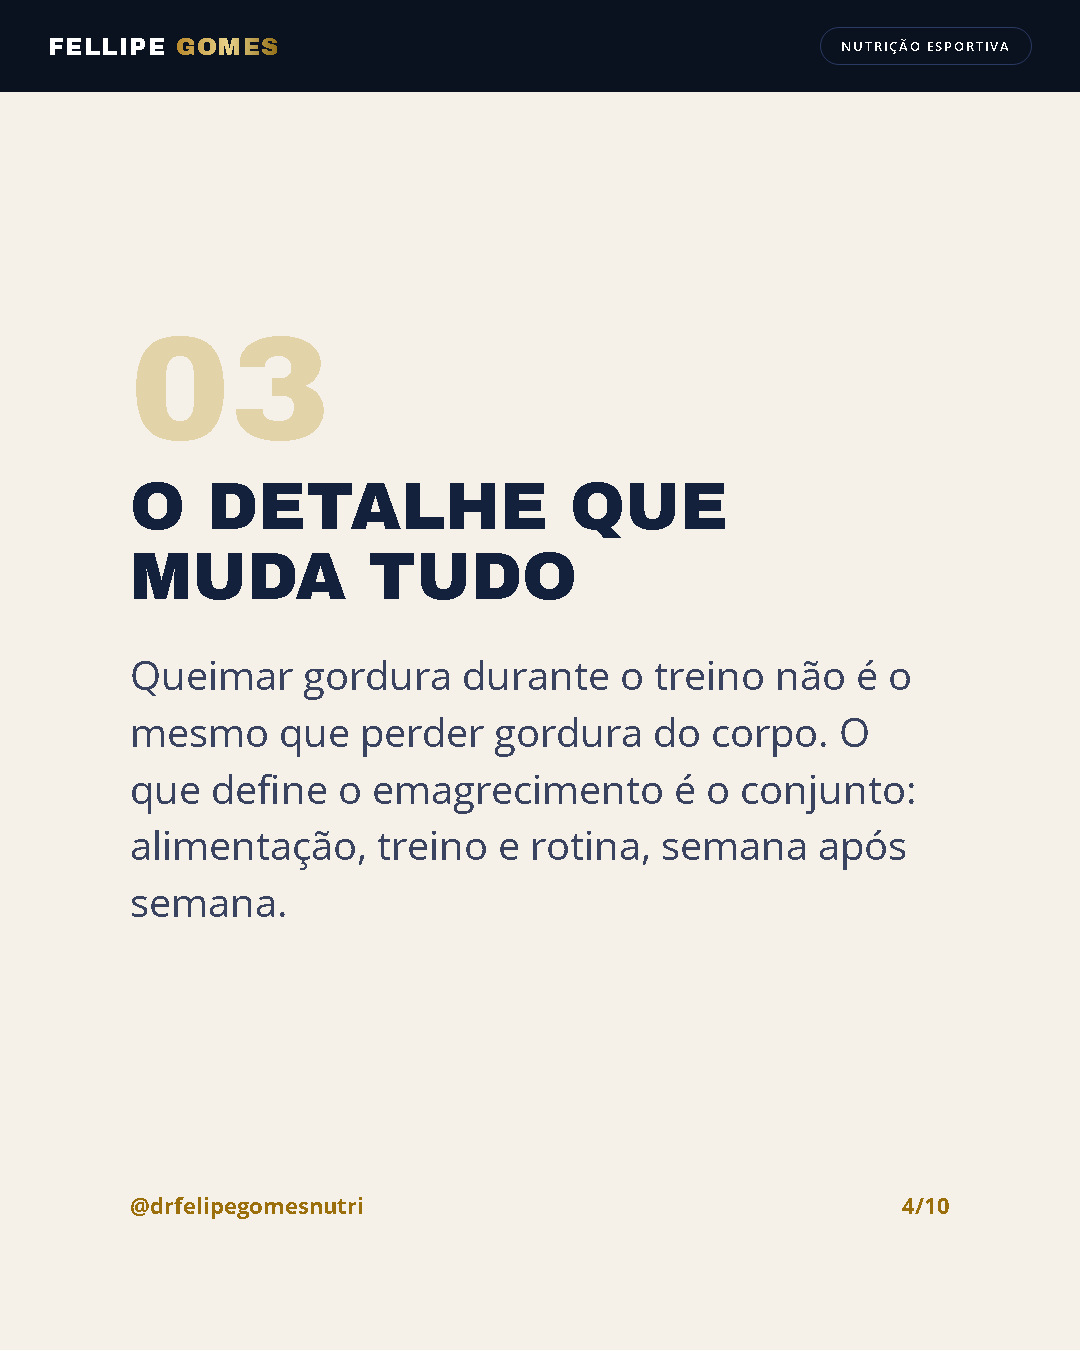 FELLIPE GOMES
NUTRIÇÃO ESPORTIVA
03
O DETALHE QUE
MUDA TUDO
Queimar gordura durante o treino não é o
mesmo que perder gordura do corpo. O
que define o emagrecimento é o conjunto:
alimentação, treino e rotina, semana após
semana.
@drfelipegomesnutri
4/10